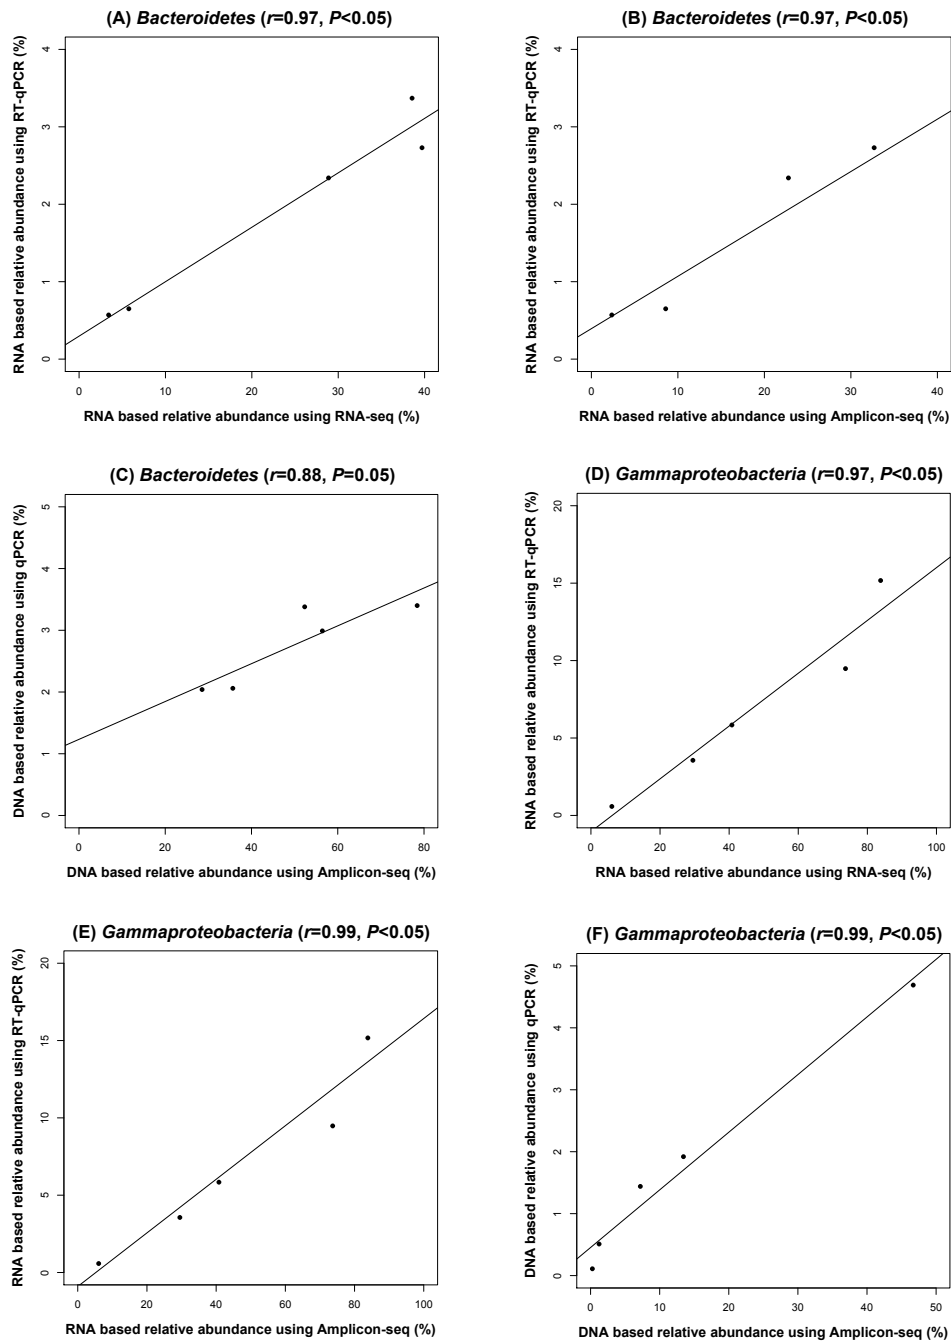 (A) Bacteroidetes (r=0.97, P<0.05)
RNA based relative abundance using RT-qPCR (%)
4
3
2
1
0
0 10 20 30 40
RNA based relative abundance using RNA-seq (%)
(B) Bacteroidetes (r=0.97, P<0.05)
RNA based relative abundance using RT-qPCR (%)
4
3
2
1
0
0 10 20 30 40
RNA based relative abundance using Amplicon-seq (%)
(C) Bacteroidetes (r=0.88, P=0.05)
DNA based relative abundance using qPCR (%)
5
4
3
2
1
0
0 20 40 60 80
DNA based relative abundance using Amplicon-seq (%)
(D) Gammaproteobacteria (r=0.97, P<0.05)
RNA based relative abundance using RT-qPCR (%)
20
15
10
5
0
0 20 40 60 80 100
RNA based relative abundance using RNA-seq (%)
(E) Gammaproteobacteria (r=0.99, P<0.05)
RNA based relative abundance using RT-qPCR (%)
20
15
10
5
0
0 20 40 60 80 100
RNA based relative abundance using Amplicon-seq (%)
(F) Gammaproteobacteria (r=0.99, P<0.05)
DNA based relative abundance using qPCR (%)
5
4
3
2
1
0
0 10 20 30 40 50
DNA based relative abundance using Amplicon-seq (%)